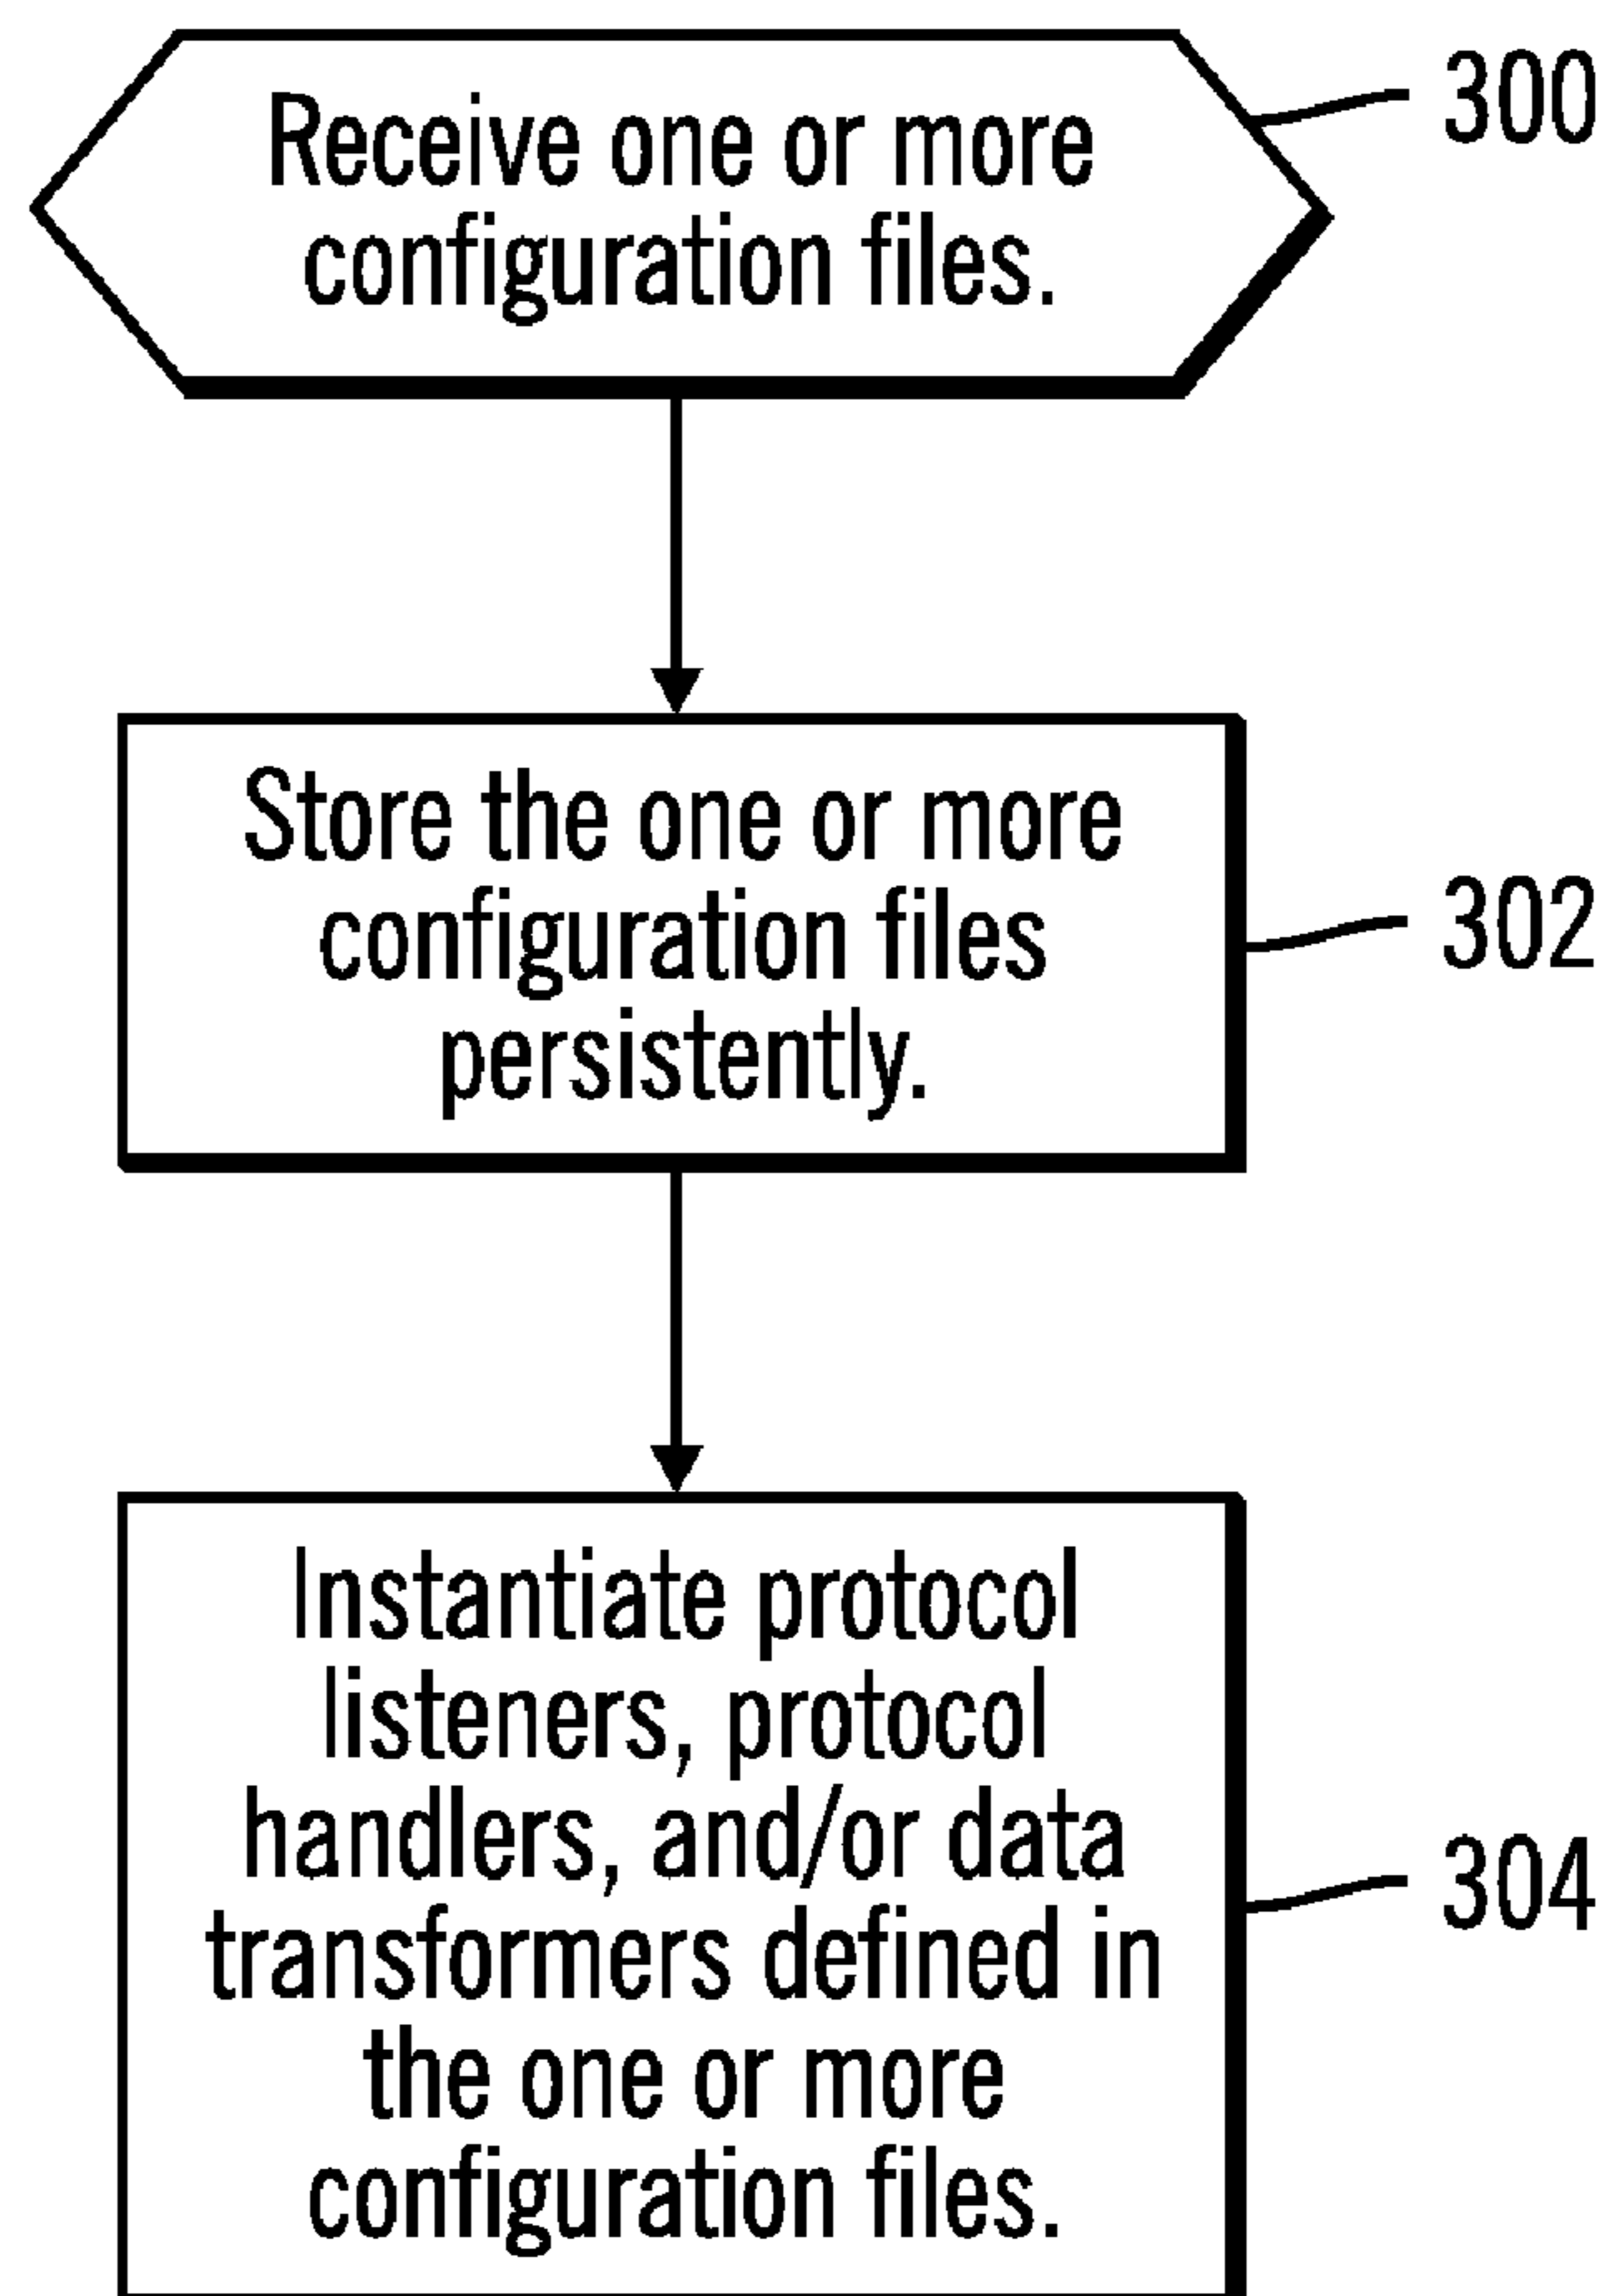 Receive one or more
configuration files.
300
Store the one or more
configuration files
persistently.
302
Instantiate protocol
listeners, protocol
handlers, and/or data
transformers defined in
the one or more
configuration files.
304